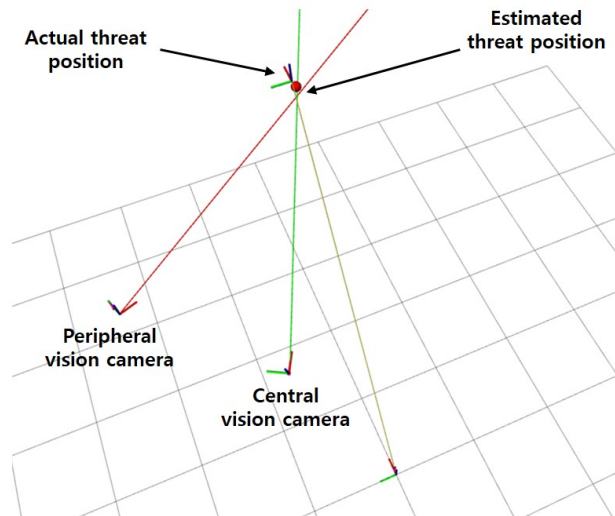 Actual threat
position
Estimated
threat position
Peripheral
vision camera
Central
vision camera